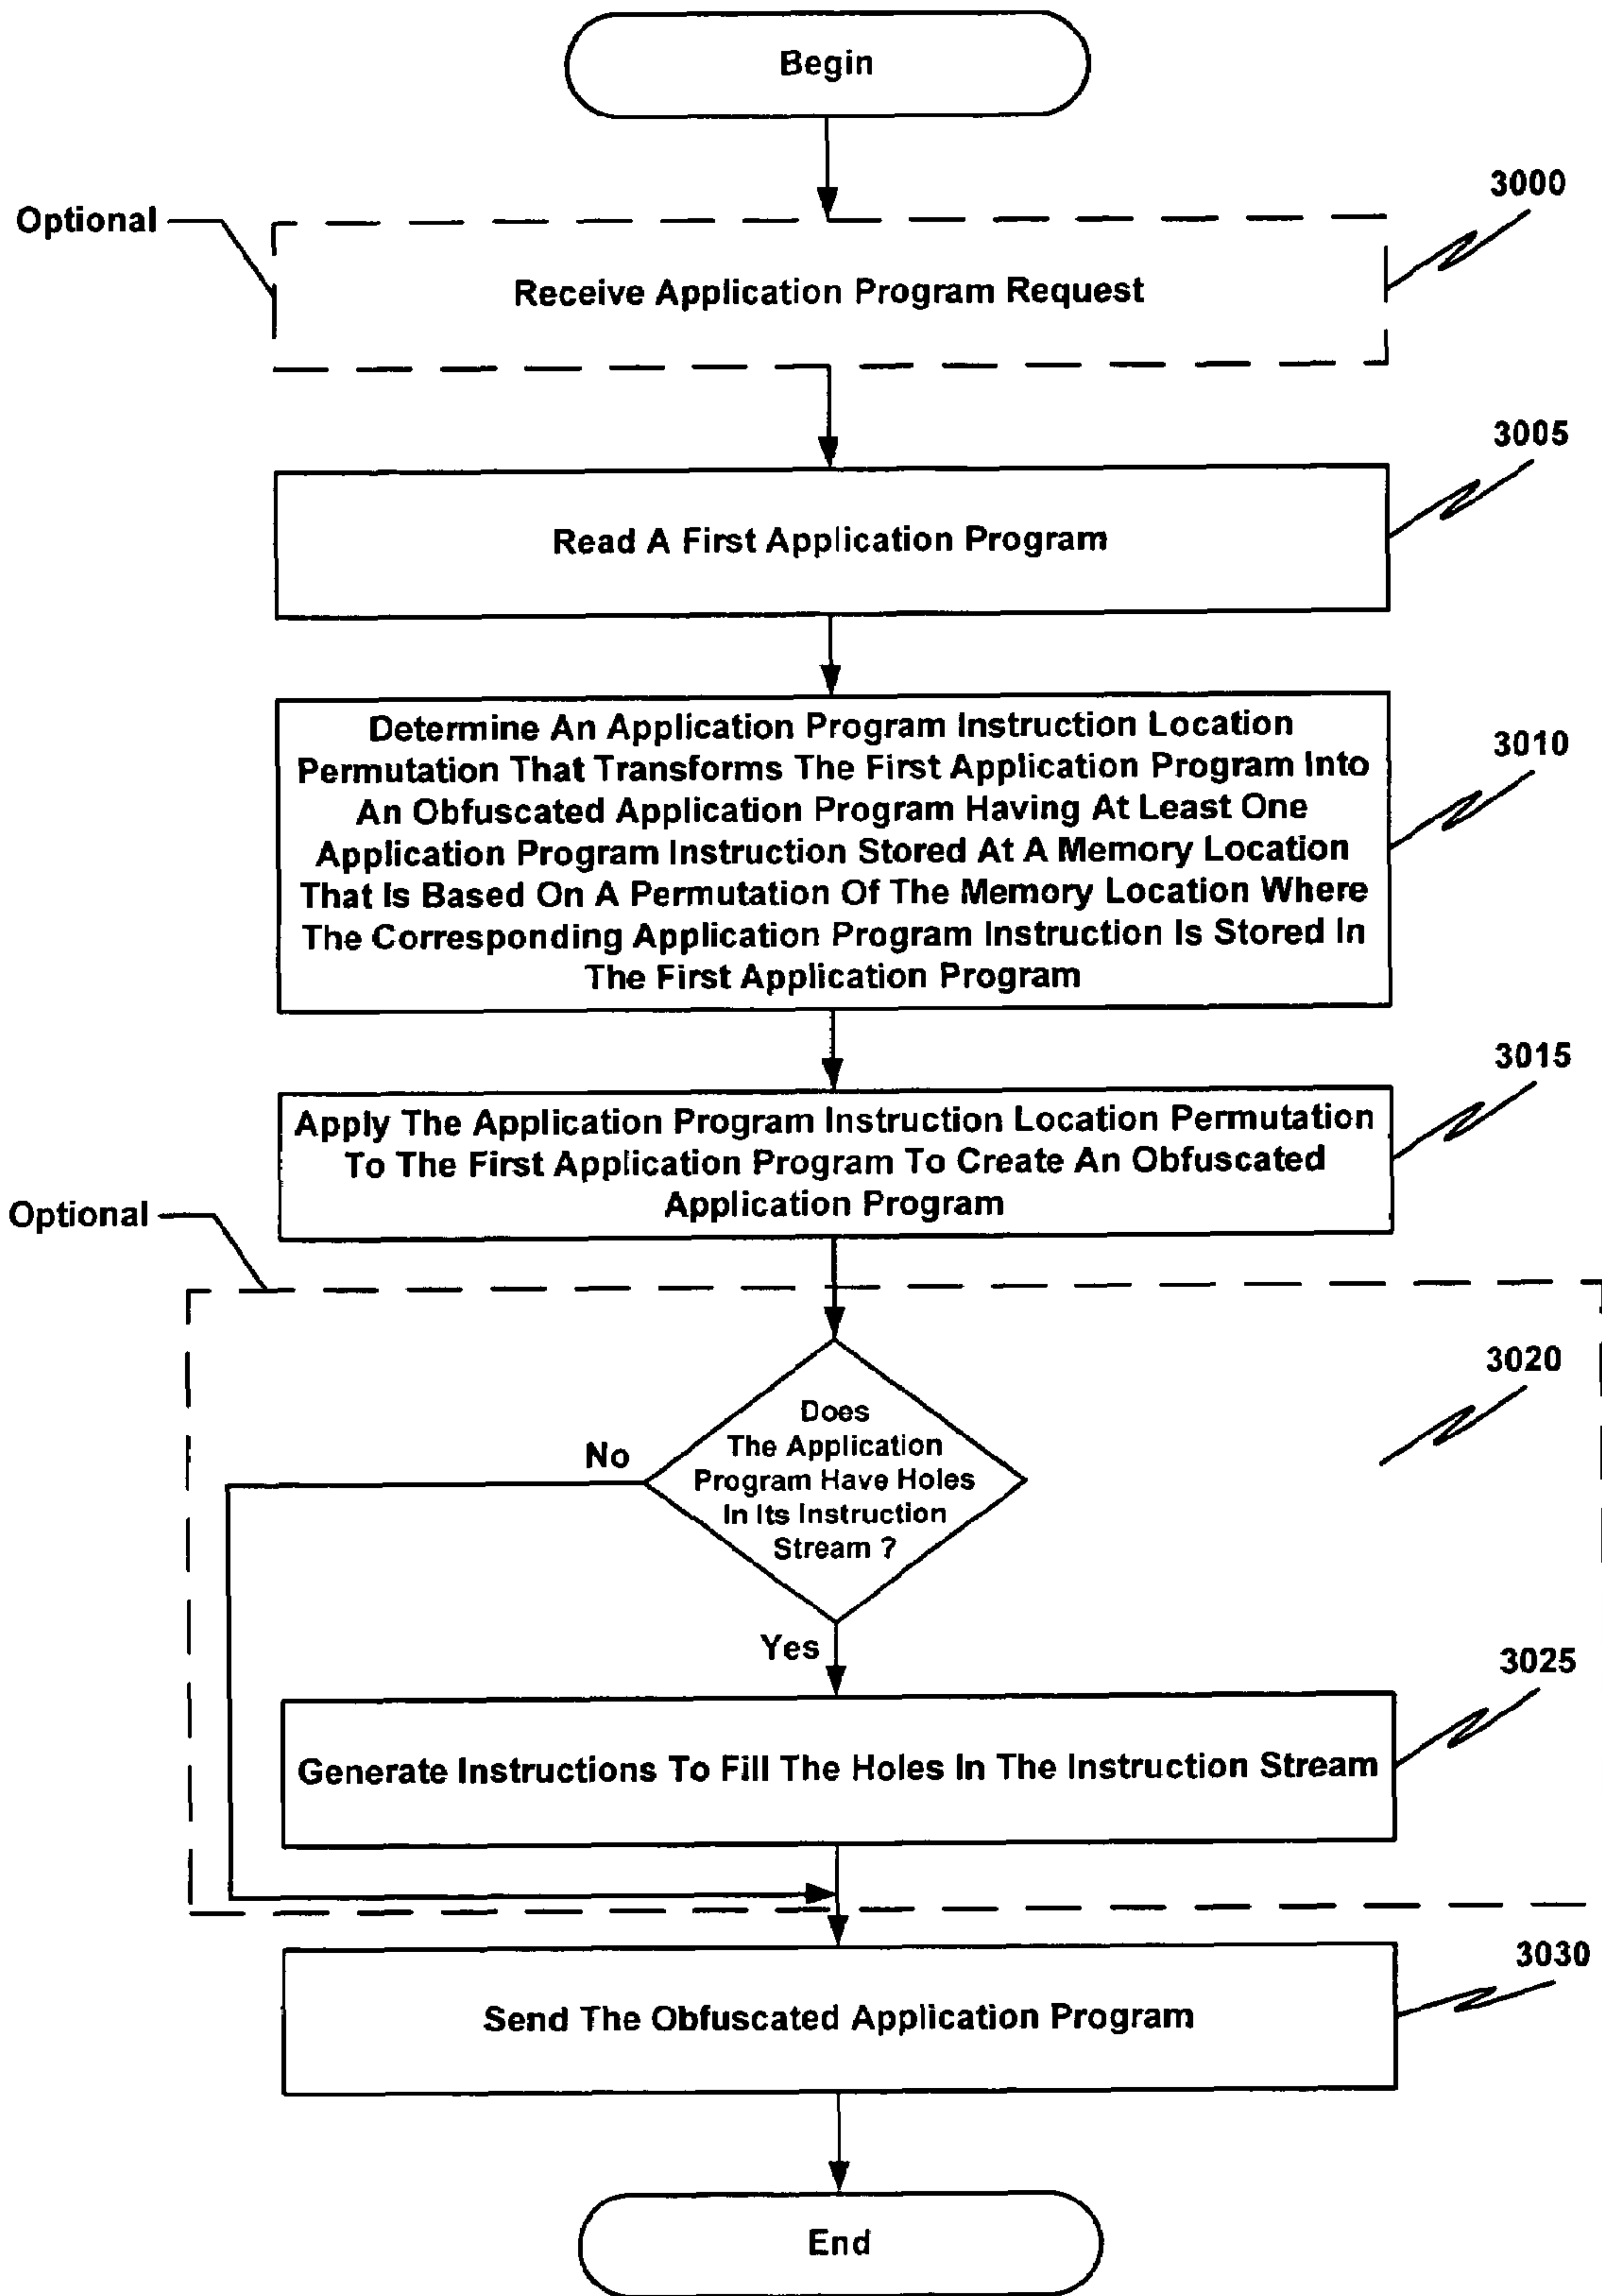 Begin
3000
Optional
Receive Application Program Request
3005
Read A First Application Program
3010
Determine An Application Program Instruction Location
Permutation That Transforms The First Application Program Into
An Obfuscated Application Program Having At Least One
Application Program Instruction Stored At A Memory Location
That Is Based On A Permutation Of The Memory Location Where
The Corresponding Application Program Instruction Is Stored In
The First Application Program
3015
Apply The Application Program Instruction Location Permutation
To The First Application Program To Create An Obfuscated
Application Program
Optional
3020
Does
The Application
Program Have Holes
In Its Instruction
Stream ?
No
Yes
3025
Generate Instructions To Fill The Holes In The Instruction Stream
3030
Send The Obfuscated Application Program
End